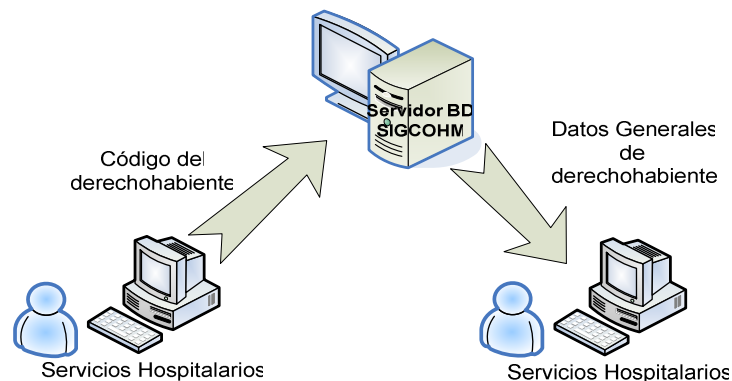 Servidor BD
SIGCOHM
Código del
derechohabiente
Datos Generales
de
derechohabiente
Servicios Hospitalarios
Servicios Hospitalarios